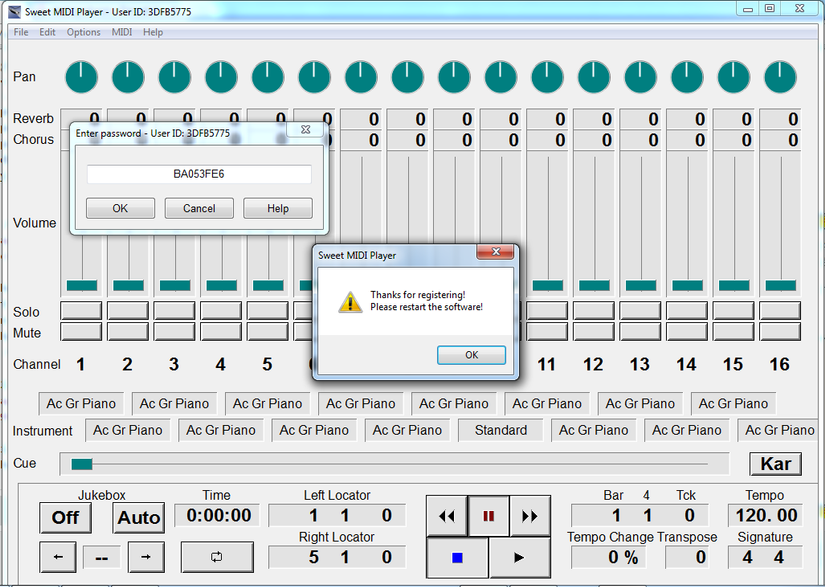 Sweet MIDI Player - User ID: 3DFB5775
File Edit Options MIDI Help
Pan
Reverb 0 0 0 0 0 0 0 0 0 0 0 0 0 0 0 0
Chorus 0 0 0 0 0 0 0 0 0 0
Enter password - User ID: 3DFB5775
BA053FE6
OK Cancel Help
Volume
Sweet MIDI Player
Thanks for registering!
Please restart the software!
OK
Solo
Mute
Channel 1 2 3 4 5 11 12 13 14 15 16
Ac Gr Piano Ac Gr Piano Ac Gr Piano Ac Gr Piano Ac Gr Piano Ac Gr Piano Ac Gr Piano Ac Gr Piano
Instrument Ac Gr Piano Ac Gr Piano Ac Gr Piano Ac Gr Piano Standard Ac Gr Piano Ac Gr Piano Ac Gr Piano
Cue Kar
Jukebox Time Left Locator Bar 4 Tck Tempo
Off Auto 0:00:00 1 1 0 1 1 0 120. 00
Right Locator Tempo Change Transpose Signature
-- 5 1 0 0 % 0 4 4